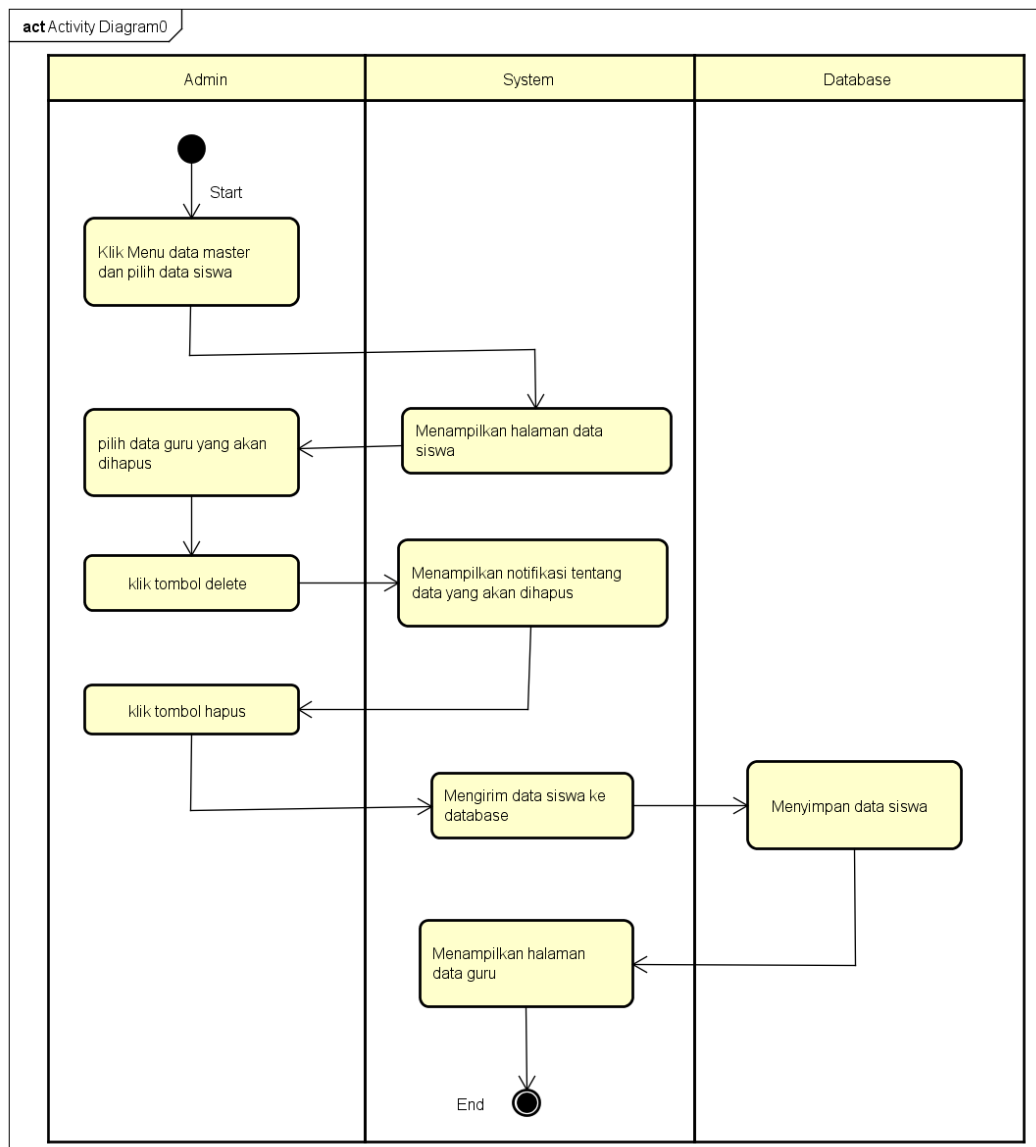 act Activity Diagram0
Admin
System
Database
Start
Klik Menu data master
dan pilih data siswa
Menampilkan halaman data
siswa
pilih data guru yang akan
dihapus
klik tombol delete
Menampilkan notifikasi tentang
data yang akan dihapus
klik tombol hapus
Mengirim data siswa ke
database
Menyimpan data siswa
Menampilkan halaman
data guru
End